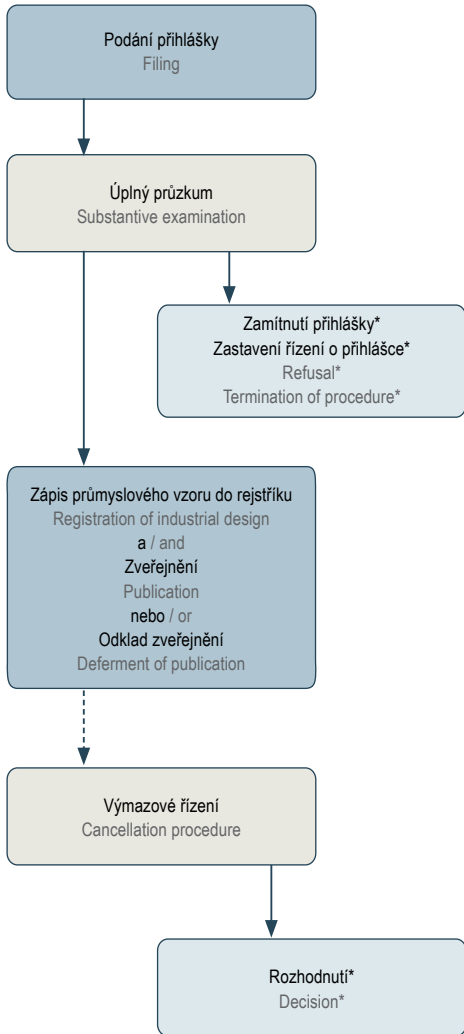 Podání přihlášky
Filing
Úplný průzkum
Substantive examination
Zamítnutí přihlášky*
Zastavení řízení o přihlášce*
Refusal*
Termination of procedure*
Zápis průmyslového vzoru do rejstříku
Registration of industrial design
a / and
Zveřejnění
Publication
nebo / or
Odklad zveřejnění
Deferment of publication
Výmazové řízení
Cancellation procedure
Rozhodnutí*
Decision*